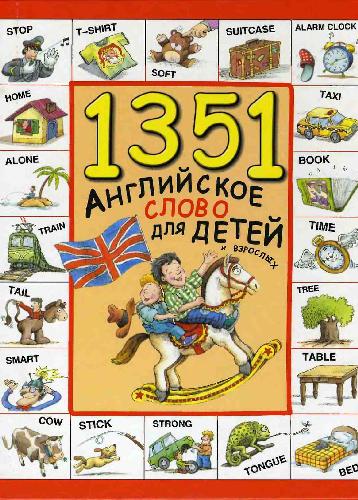 STOP
T-SHIRT
SOFT
SUITCASE
ALARM CLOCK
HOME
TAXI
1351
АНГЛИЙСКОЕ
СЛОВО
ДЛЯ ДЕТЕЙ
И ВЗРОСЛЫХ
ALONE
BOOK
TRAIN
TIME
TAIL
TREE
SMART
TABLE
COW
STICK
STRONG
TONGUE
BED